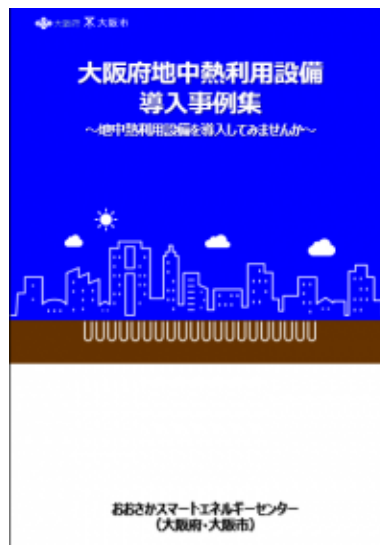 大阪府 大阪市
大阪府地中熱利用設備
導入事例集
～地中熱利用設備を導入してみませんか～
おおさかスマートエネルギーセンター
（大阪府・大阪市）